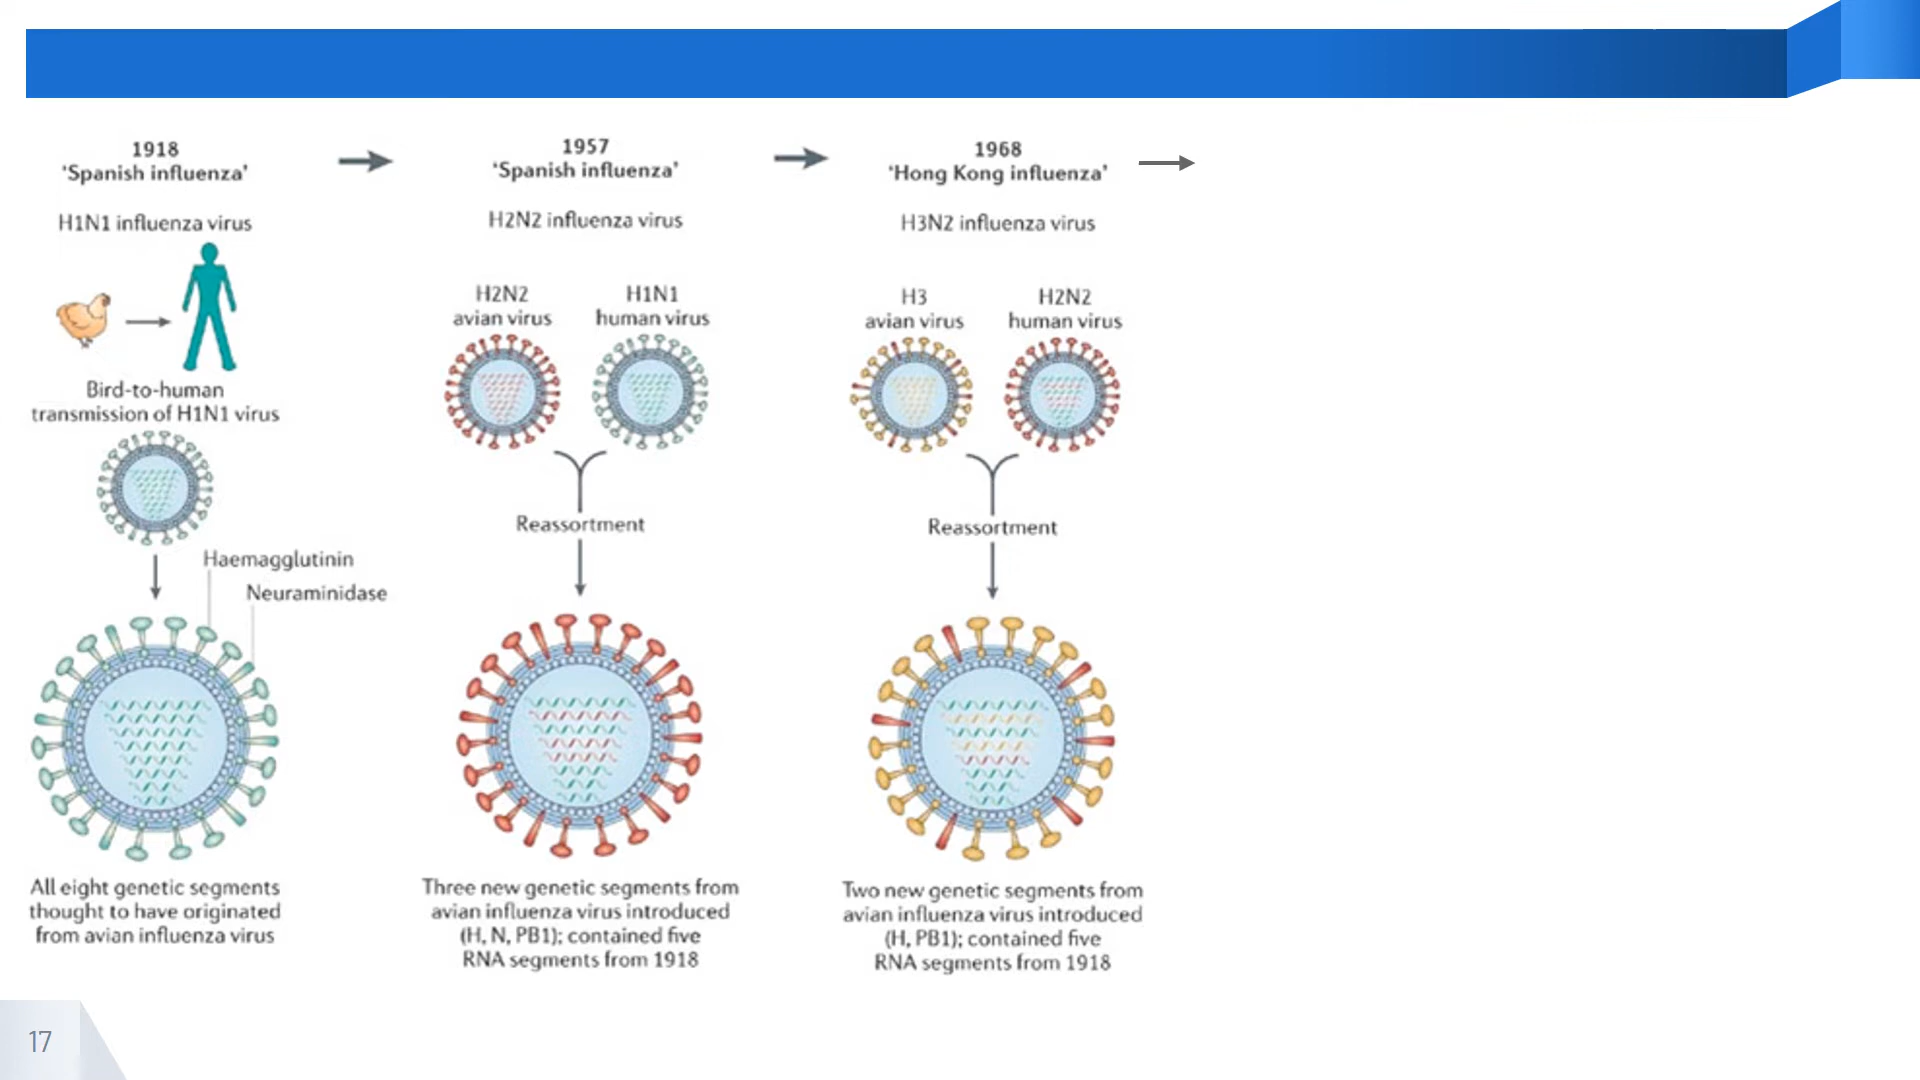 1918
‘Spanish influenza’
H1N1 influenza virus
Bird-to-human
transmission of H1N1 virus
Haemagglutinin
Neuraminidase
All eight genetic segments
thought to have originated
from avian influenza virus
1957
‘Spanish influenza’
H2N2 influenza virus
H2N2
avian virus
H1N1
human virus
Reassortment
Three new genetic segments from
avian influenza virus introduced
(H, N, PB1); contained five
RNA segments from 1918
1968
‘Hong Kong influenza’
H3N2 influenza virus
H3
avian virus
H2N2
human virus
Reassortment
Two new genetic segments from
avian influenza virus introduced
(H, PB1); contained five
RNA segments from 1918
17